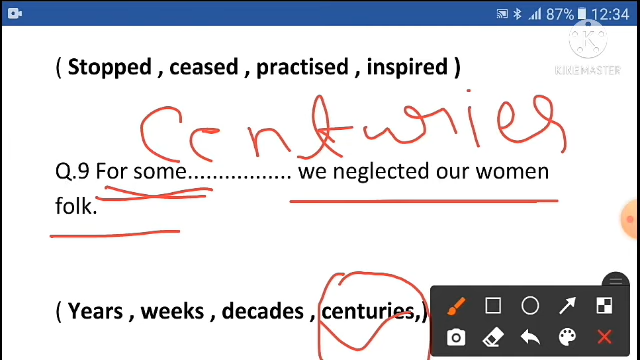 87% 12:34
KINEMASTER
( Stopped , ceased , practised , inspired )
Centuries
Q.9 For some................. we neglected our women
folk.
( Years , weeks , decades , centuries,)